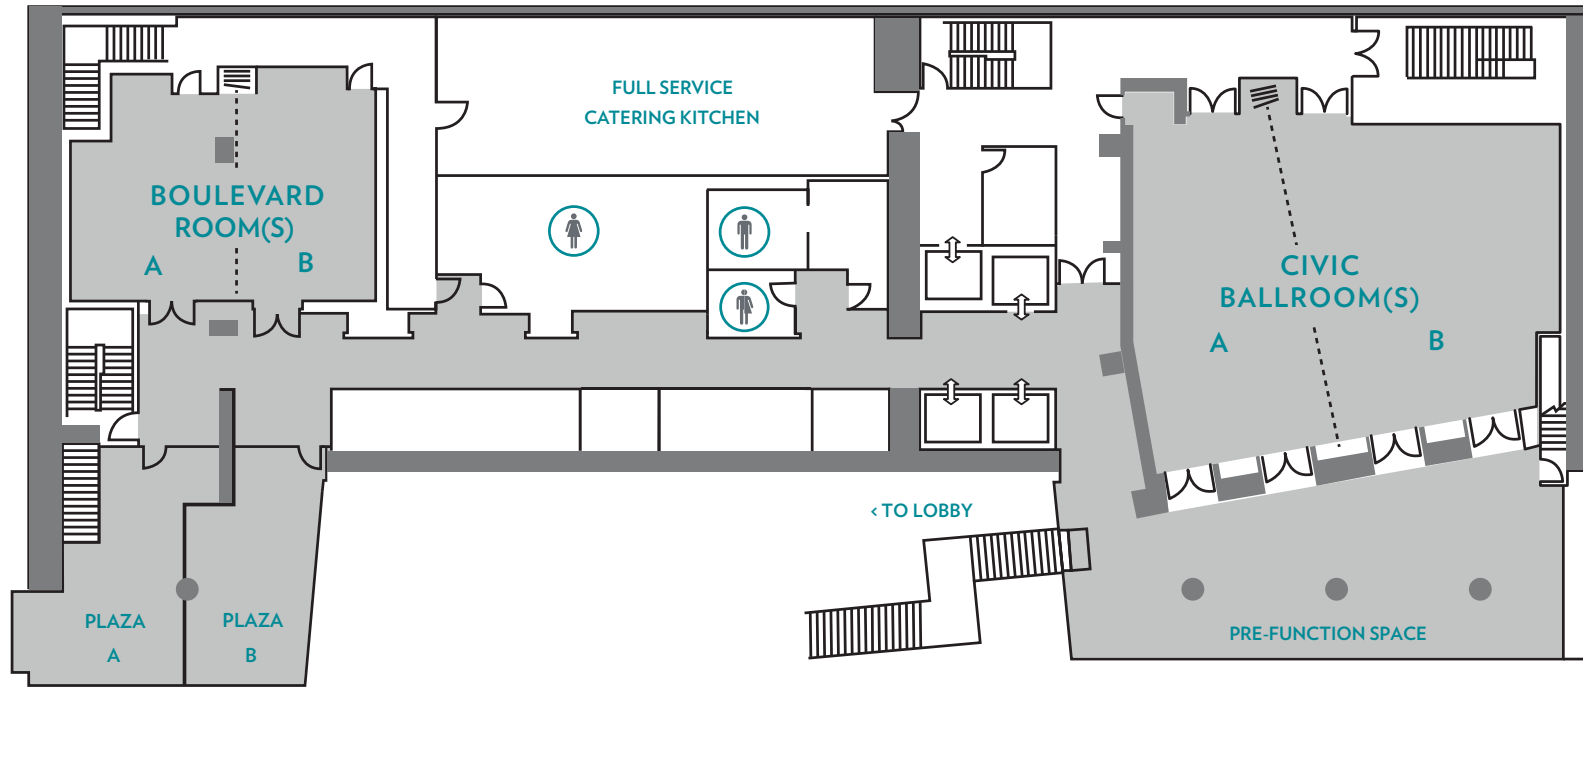 FULL SERVICE
CATERING KITCHEN
BOULEVARD
ROOM(S)
A
B
CIVIC
BALLROOM(S)
A
B
‹ TO LOBBY
PLAZA
A
PLAZA
B
PRE-FUNCTION SPACE